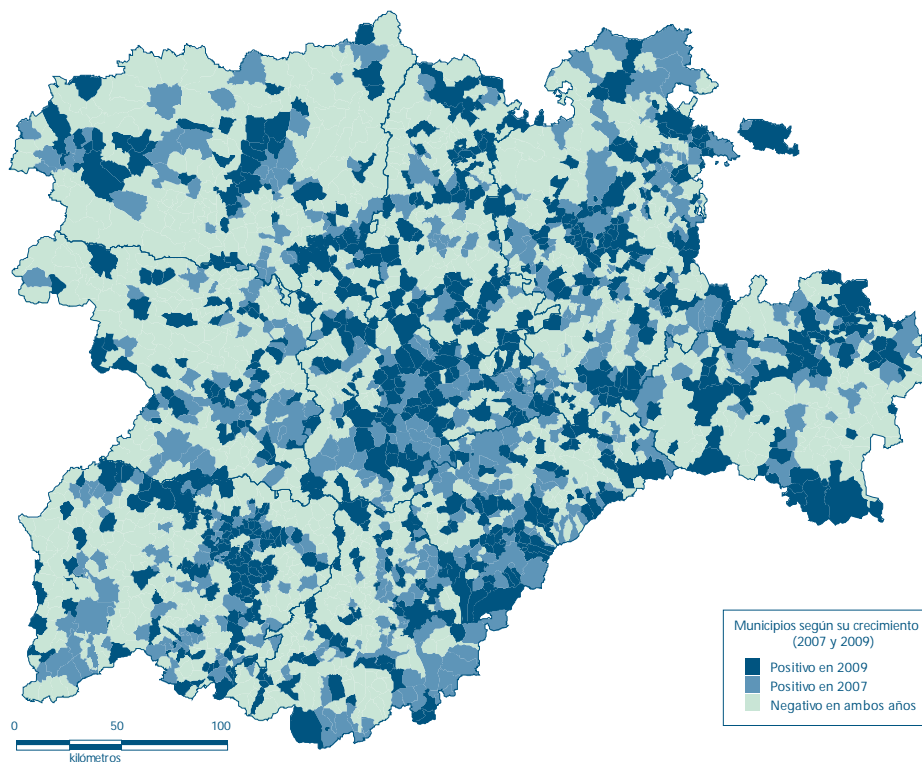 Municipios según su crecimiento
(2007 y 2009)
Positivo en 2009
Positivo en 2007
Negativo en ambos años
0 50 100
kilómetros